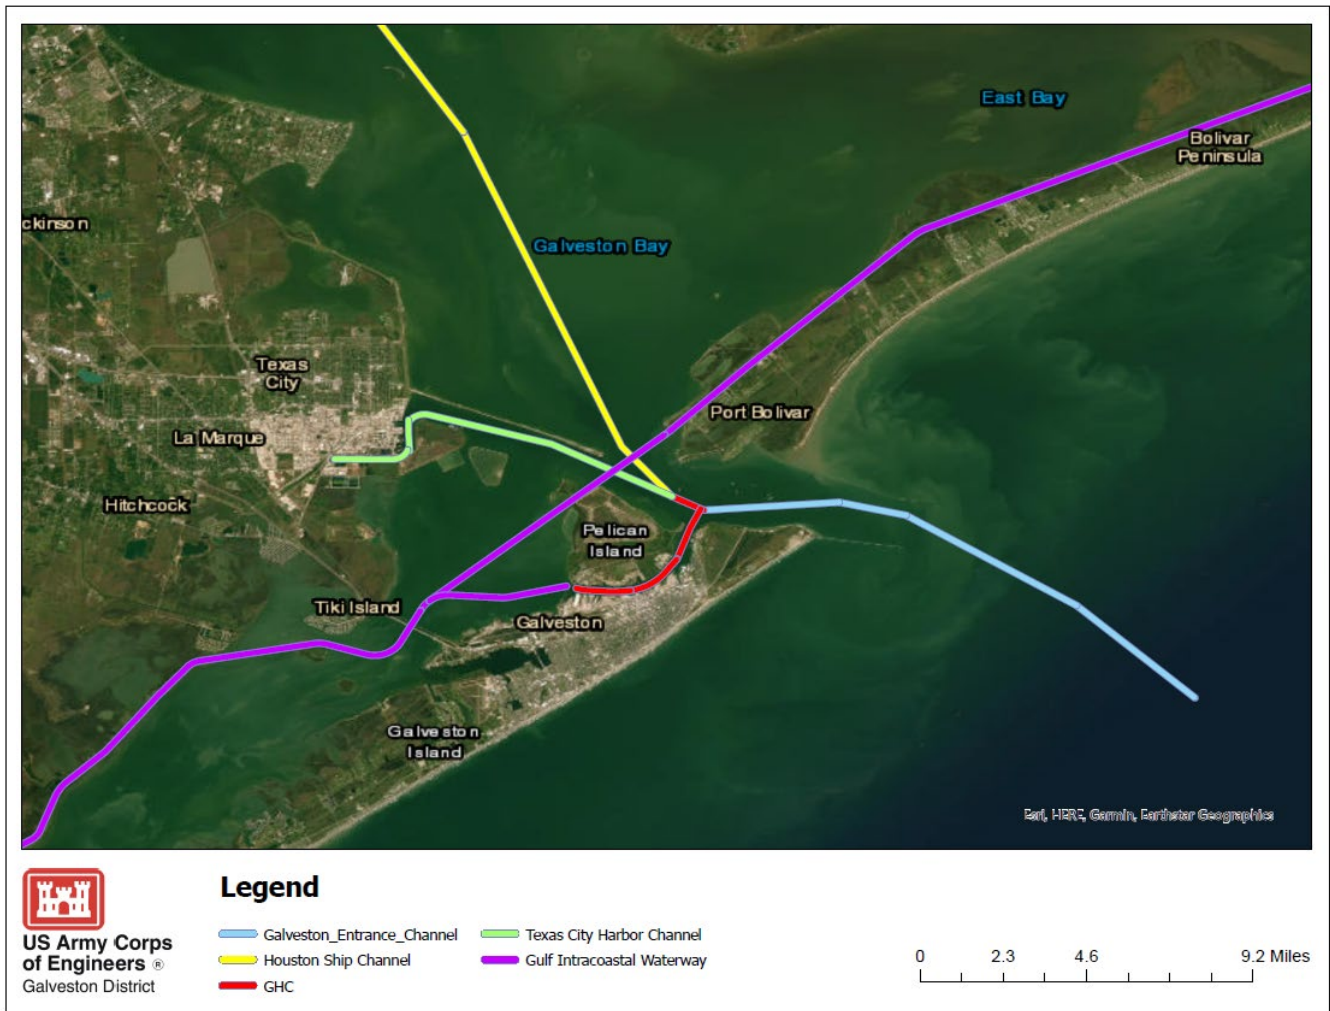 East Bay
Bolivar
Peninsula
ckinson
Galveston Bay
Texas
City
Port Bolivar
La Marque
Hitchcock
Pelican
Island
Tiki Island
Galveston
Galveston
Island
Esri, HERE, Garmin, Earthstar Geographics
US Army Corps
of Engineers ®
Galveston District
Legend
Galveston_Entrance_Channel
Houston Ship Channel
GHC
Texas City Harbor Channel
Gulf Intracoastal Waterway
0 2.3 4.6 9.2 Miles